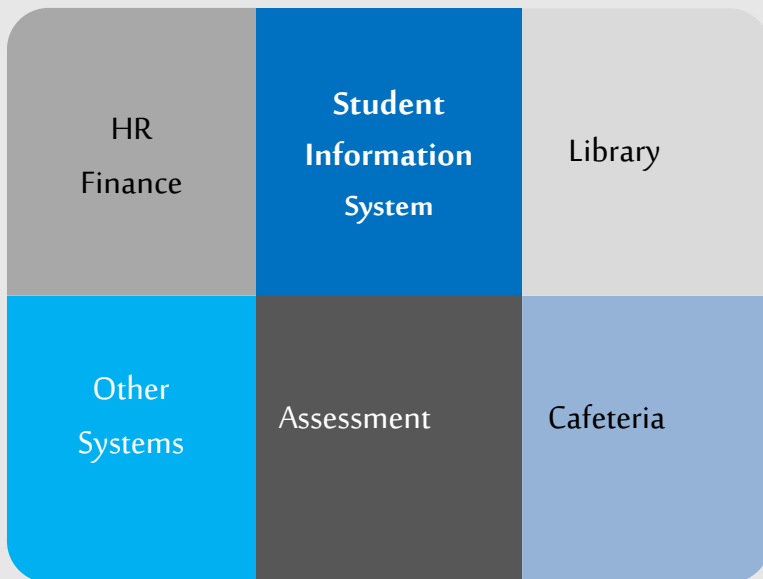 HR
Finance
Student
Information
System
Library
Other
Systems
Assessment
Cafeteria